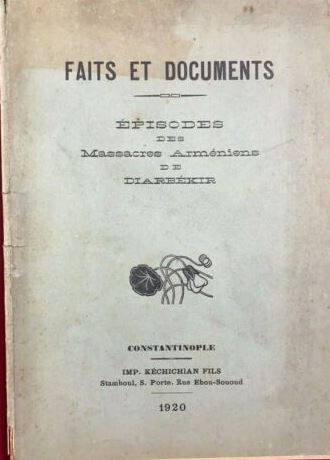 FAITS ET DOCUMENTS
ÉPISODES
DES
Massacres Arméniens
DE
DIARBÉKIR
CONSTANTINOPLE
IMP. KÉCHICHIAN FILS
Stamboul, S. Porte. Rue Ebou-Sououd
1920